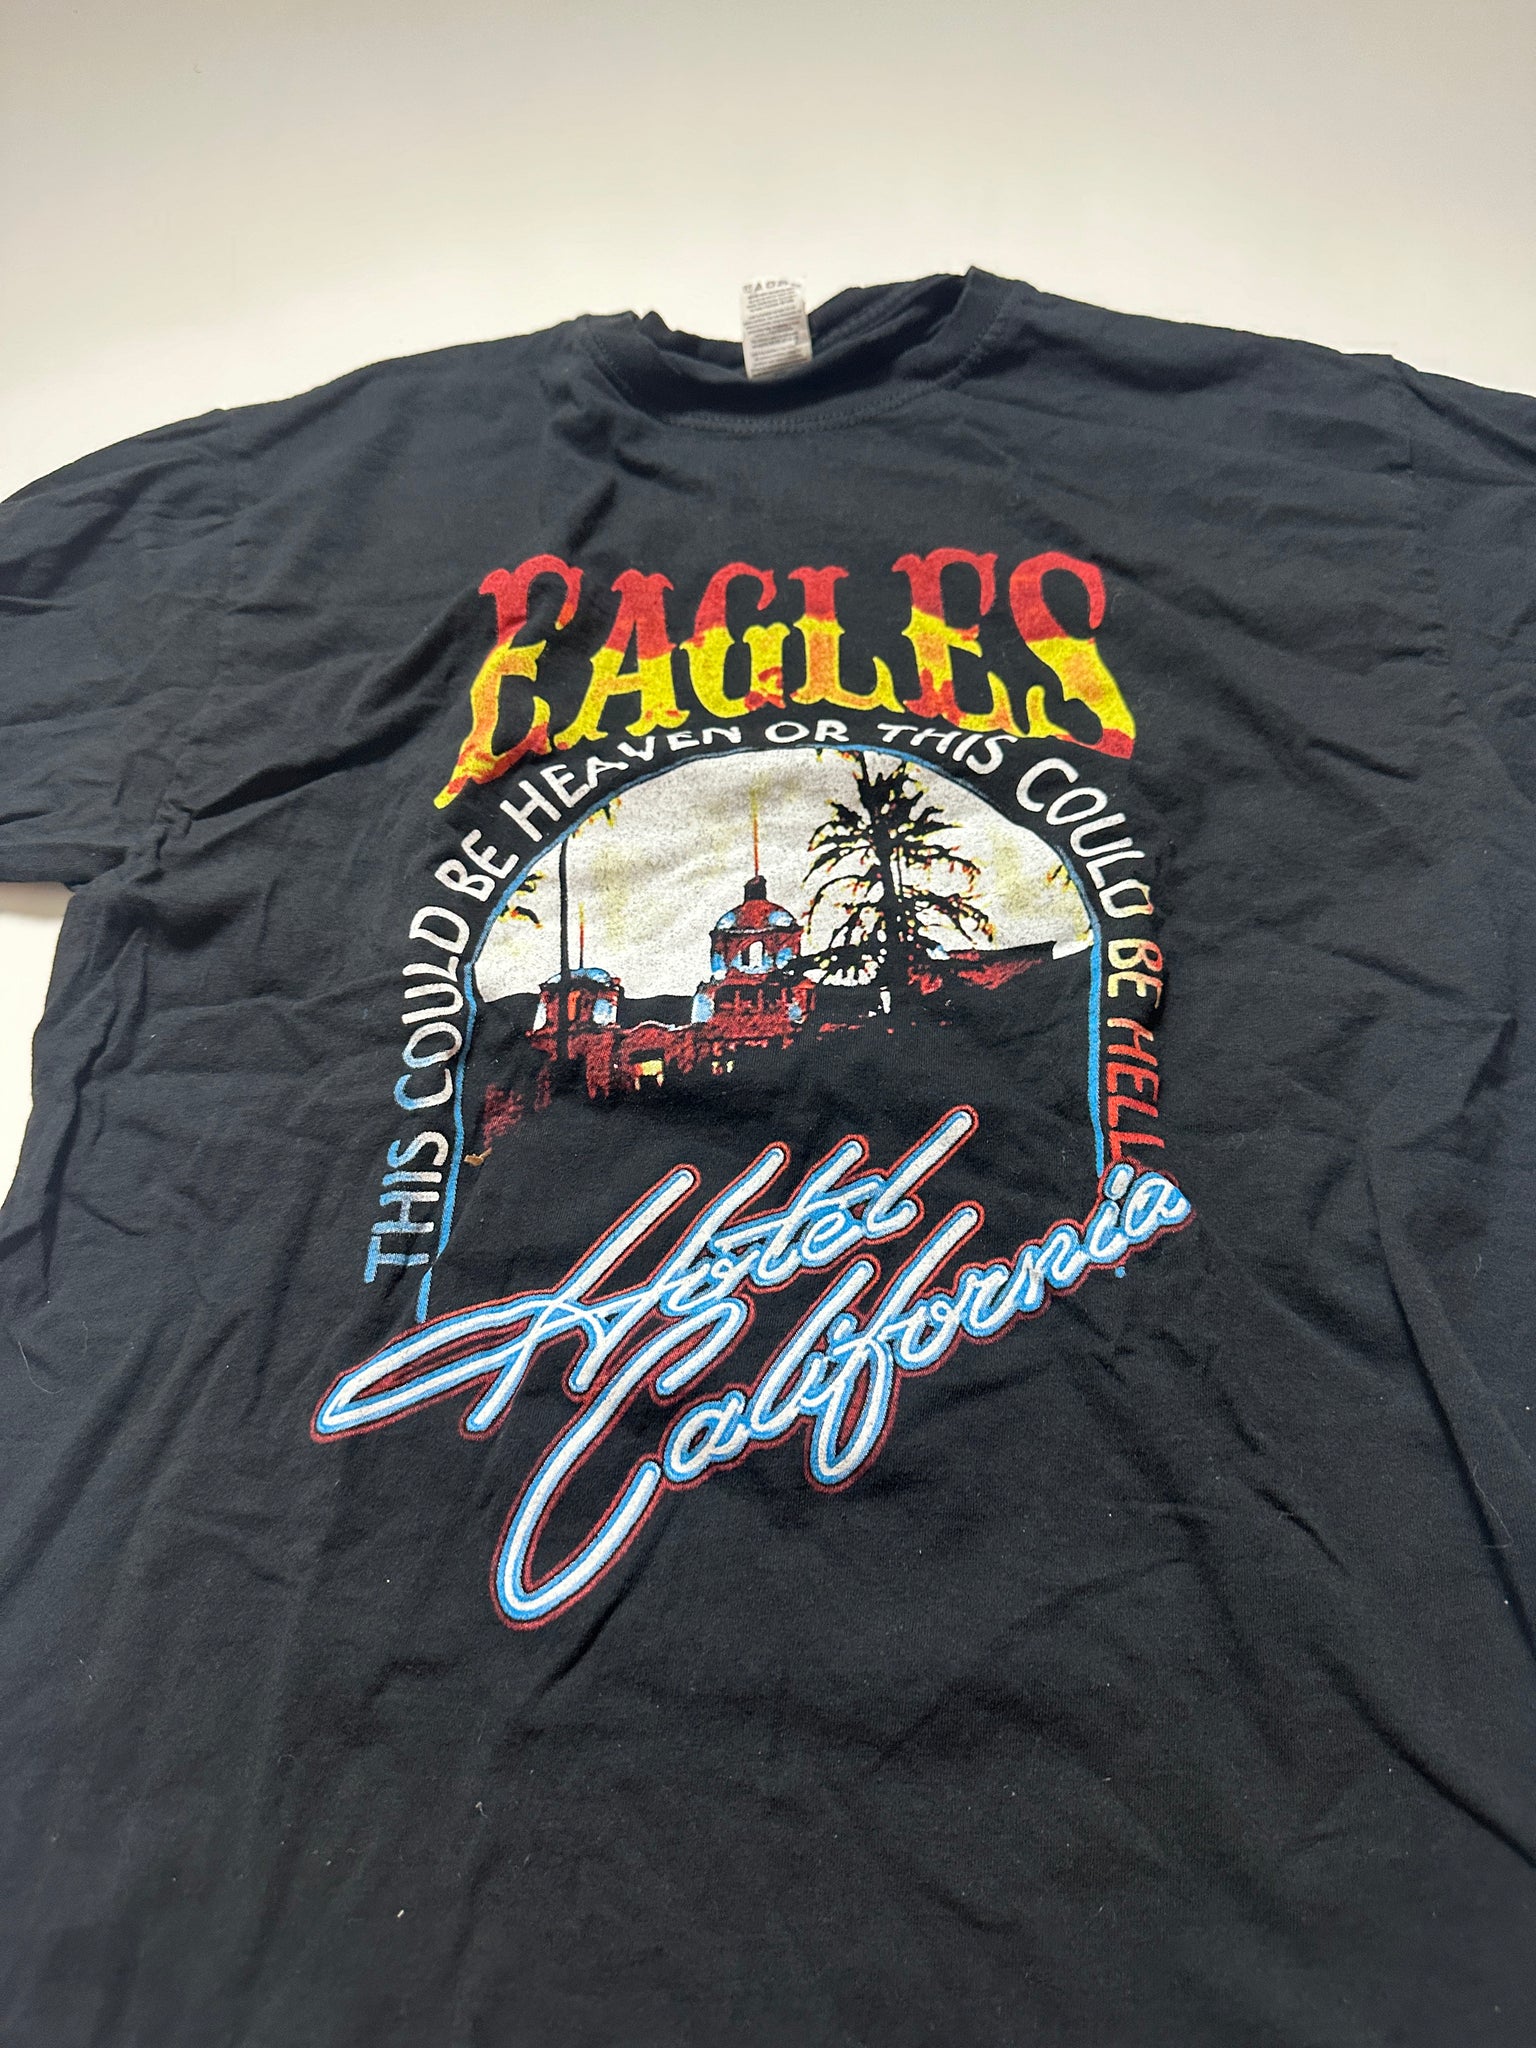 EAGLES
THIS COULD BE HEAVEN OR THIS COULD BE HELL
Hotel
California